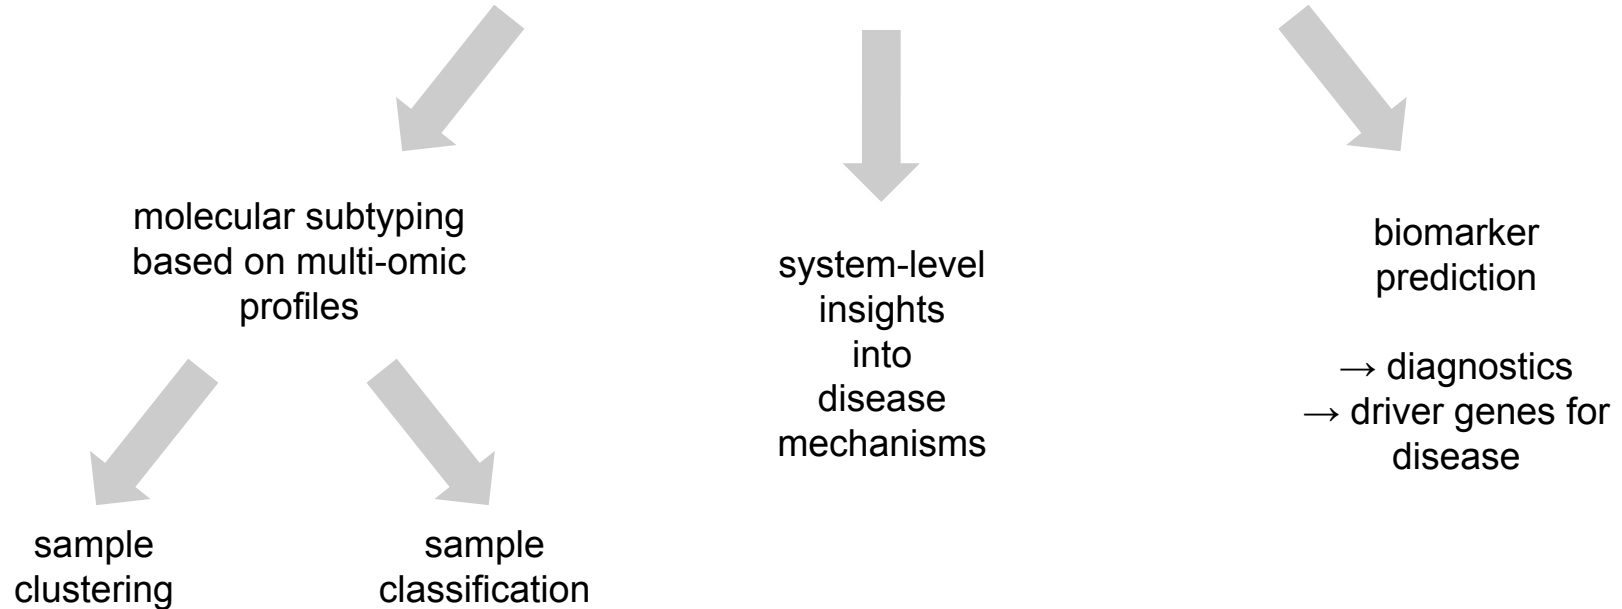 molecular subtyping
based on multi-omic
profiles
system-level
insights
into
disease
mechanisms
biomarker
prediction
→ diagnostics
→ driver genes for
disease
sample
clustering
sample
classification